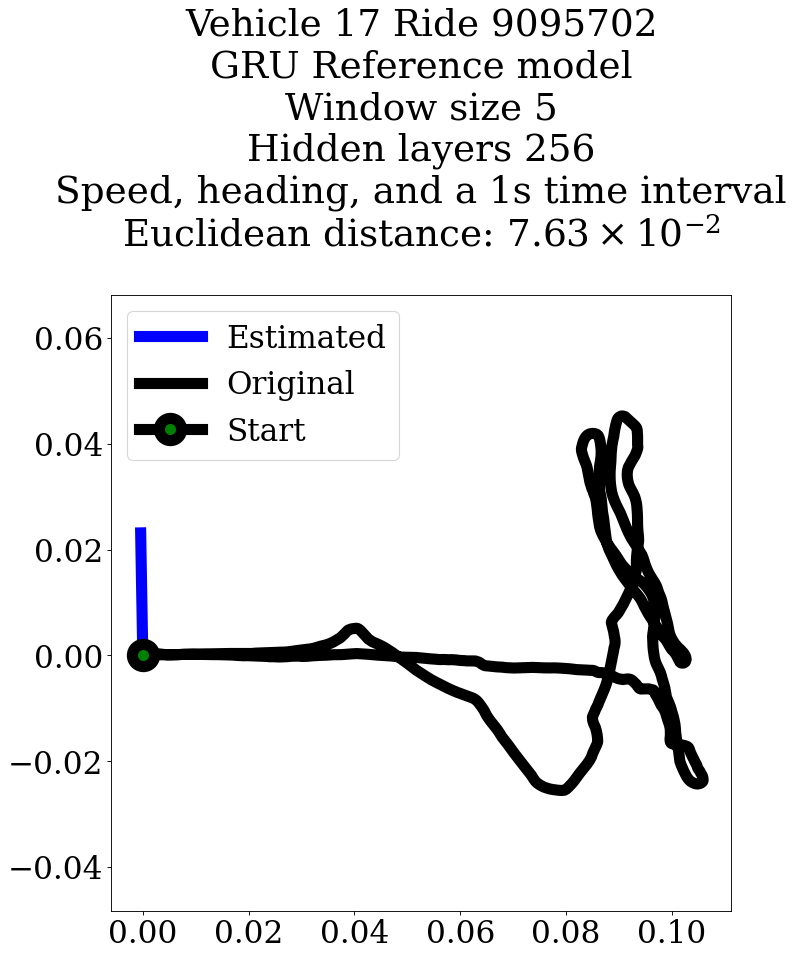 Vehicle 17 Ride 9095702
GRU Reference model
Window size 5
Hidden layers 256
Speed, heading, and a 1s time interval
Euclidean distance: 7.63 × 10⁻²
Estimated
Original
Start
0.06
0.04
0.02
0.00
−0.02
−0.04
0.00 0.02 0.04 0.06 0.08 0.10